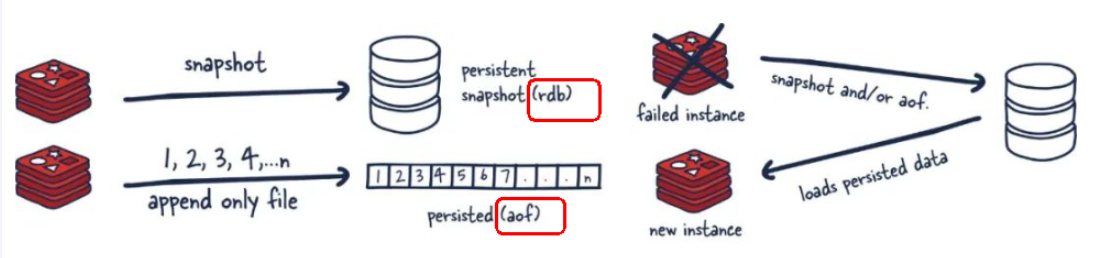 snapshot
persistent
snapshot (rdb)
1, 2, 3, 4,...n
append only file
1 2 3 4 5 6 7 . . . n
persisted (aof)
failed instance
snapshot and/or aof.
loads persisted data
new instance